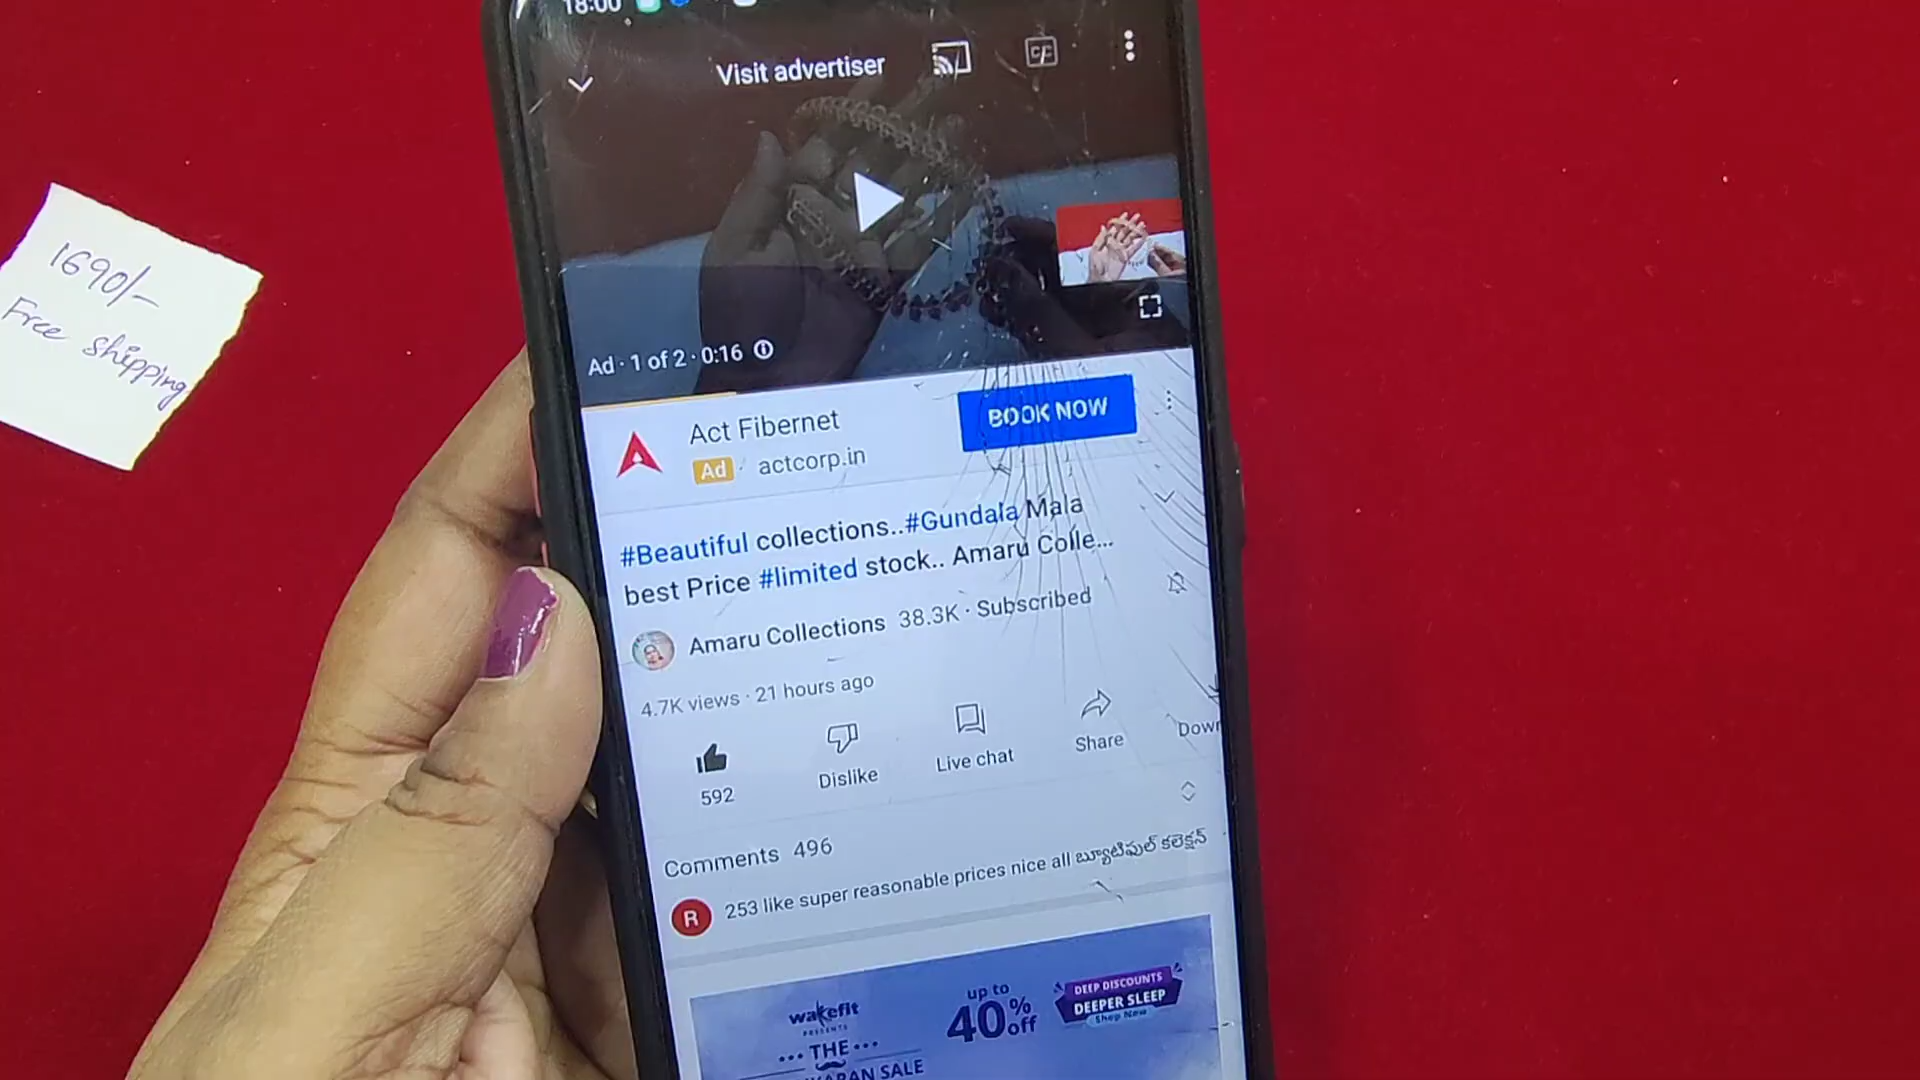 1690/-
Free shipping
18:00
Visit advertiser
CC
Ad · 1 of 2 · 0:16
Act Fibernet
BOOK NOW
Ad · actcorp.in
#Beautiful collections..#Gundala Mala
best Price #limited stock.. Amaru Colle...
Amaru Collections 38.3K · Subscribed
4.7K views · 21 hours ago
592
Dislike
Live chat
Share
Down
Comments 496
R
253 like super reasonable prices nice all బ్యూటిఫుల్ కలెక్షన్
wakefit
PRESENTS
THE
SALE
up to
40% off
DEEP DISCOUNTS
DEEPER SLEEP
Shop Now